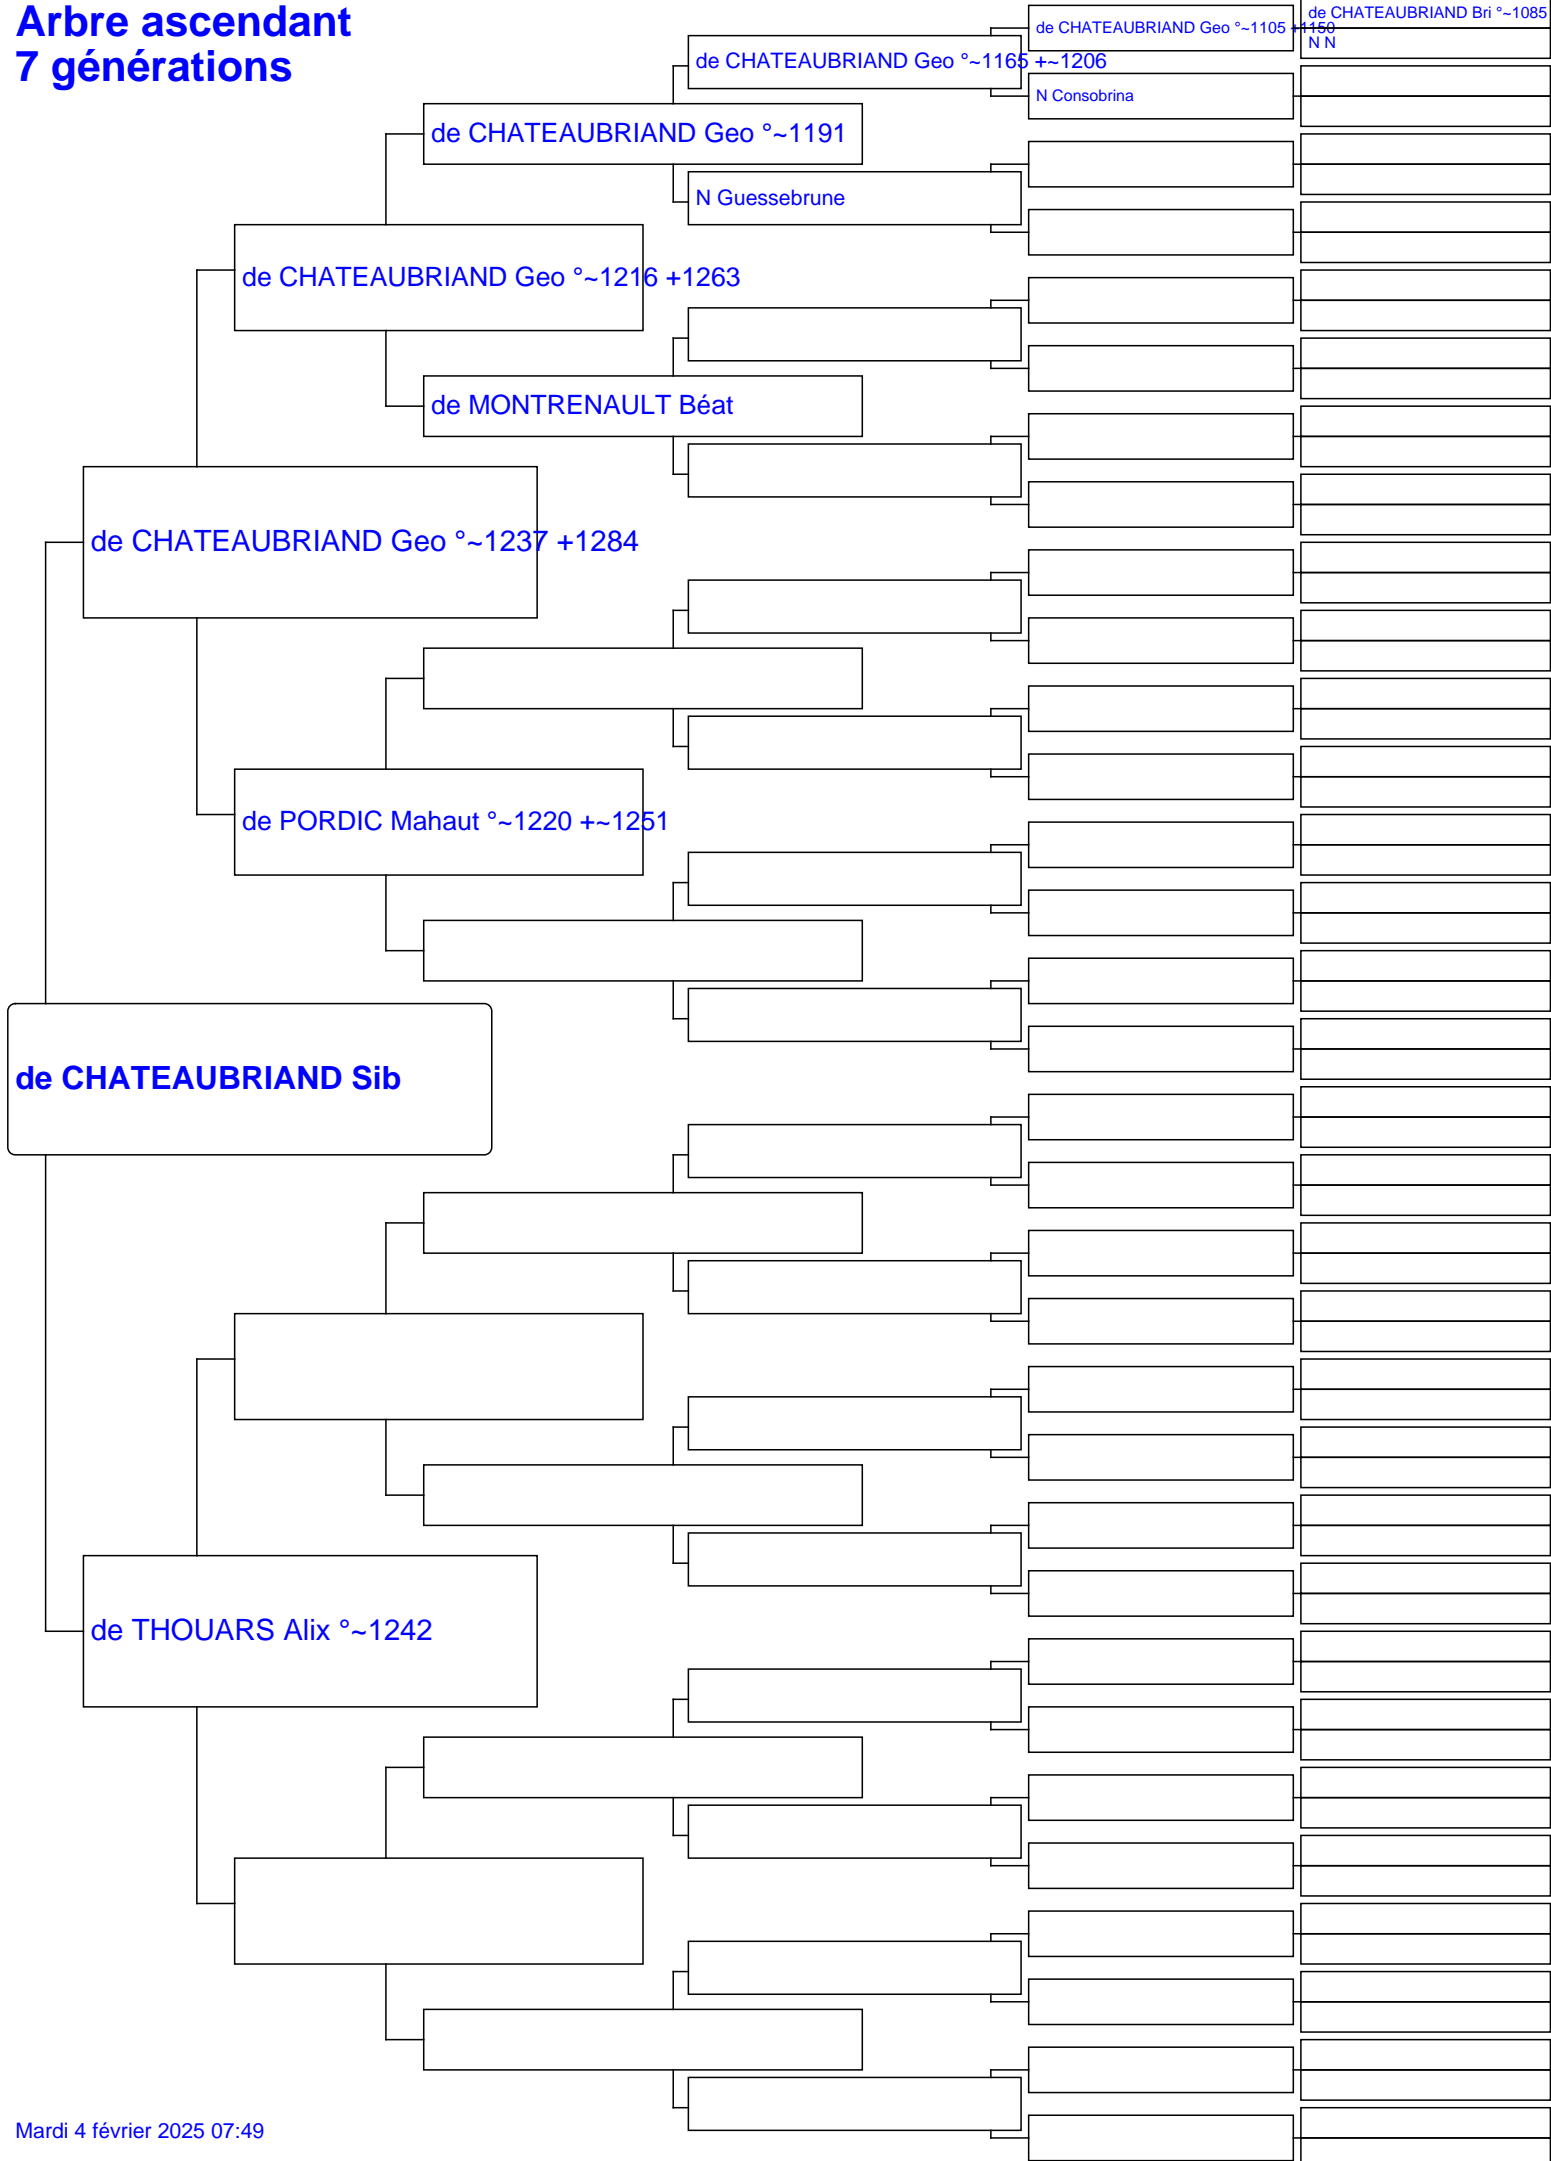 Arbre ascendant
7 générations
de CHATEAUBRIAND Bri °~1085
de CHATEAUBRIAND Geo °~1105 +1150
N N
de CHATEAUBRIAND Geo °~1165 +~1206
N Consobrina
de CHATEAUBRIAND Geo °~1191
N Guessebrune
de CHATEAUBRIAND Geo °~1216 +1263
de MONTRENAULT Béat
de CHATEAUBRIAND Geo °~1237 +1284
de PORDIC Mahaut °~1220 +~1251
de CHATEAUBRIAND Sib
de THOUARS Alix °~1242
Mardi 4 février 2025 07:49